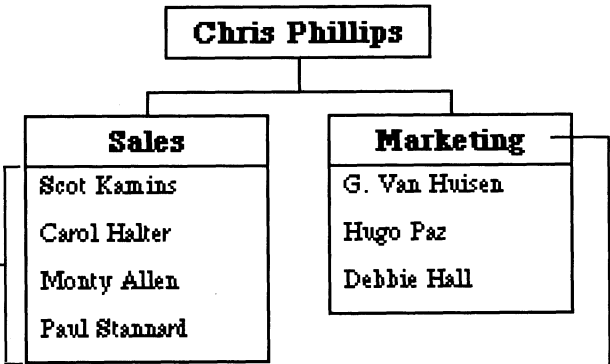 Chris Phillips
Sales
Scot Kamins
Carol Halter
Monty Allen
Paul Stannard
Marketing
G. Van Huisen
Hugo Paz
Debbie Hall